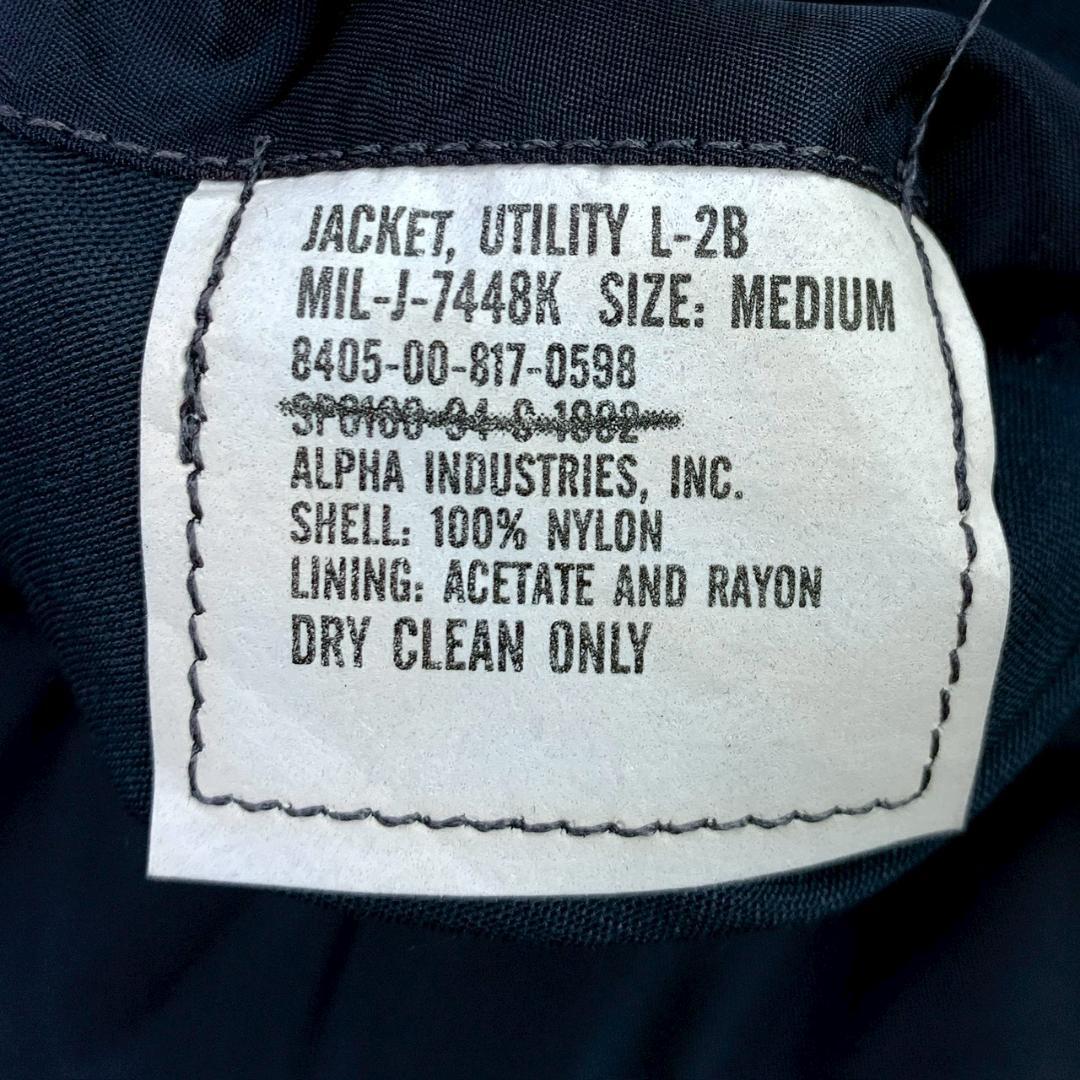 JACKET, UTILITY L-2B
MIL-J-7448K SIZE: MEDIUM
8405-00-817-0598
ALPHA INDUSTRIES, INC.
SHELL: 100% NYLON
LINING: ACETATE AND RAYON
DRY CLEAN ONLY